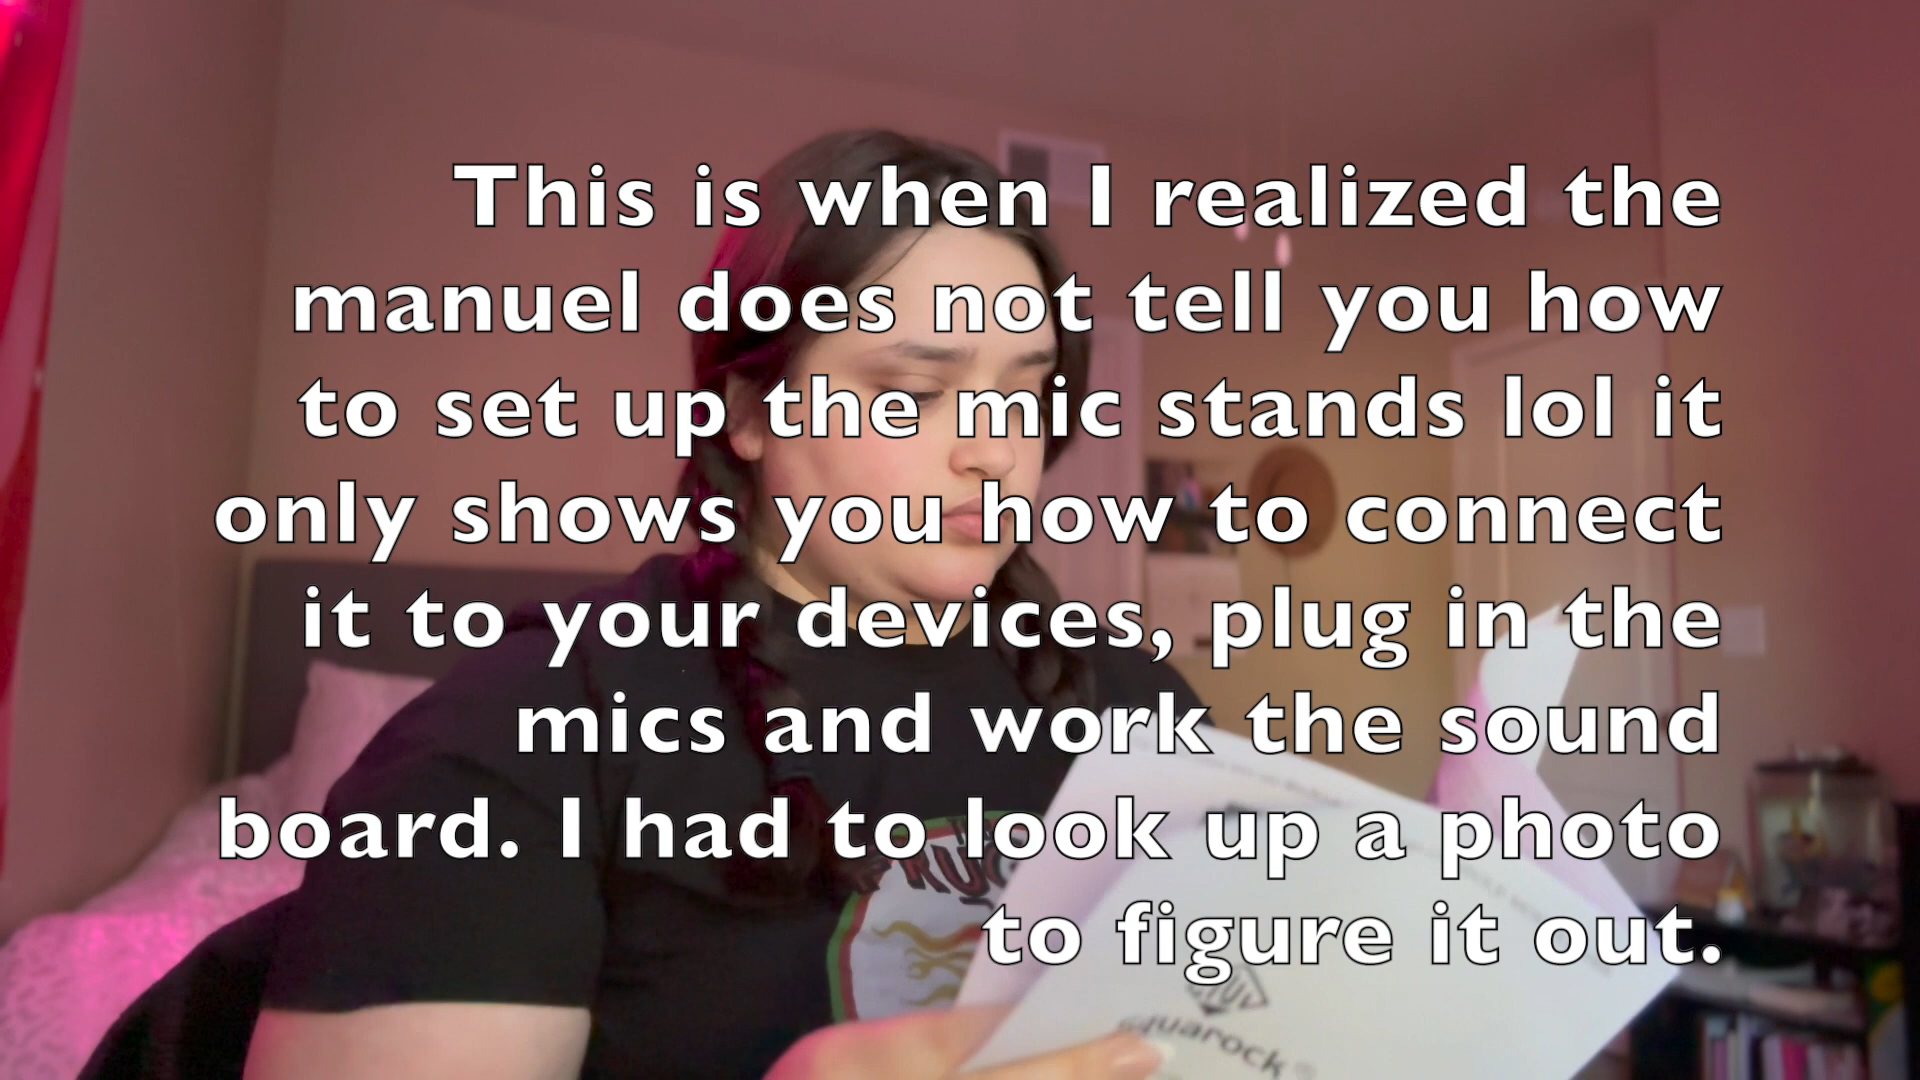 This is when I realized the
manuel does not tell you how
to set up the mic stands lol it
only shows you how to connect
it to your devices, plug in the
mics and work the sound
board. I had to look up a photo
to figure it out.